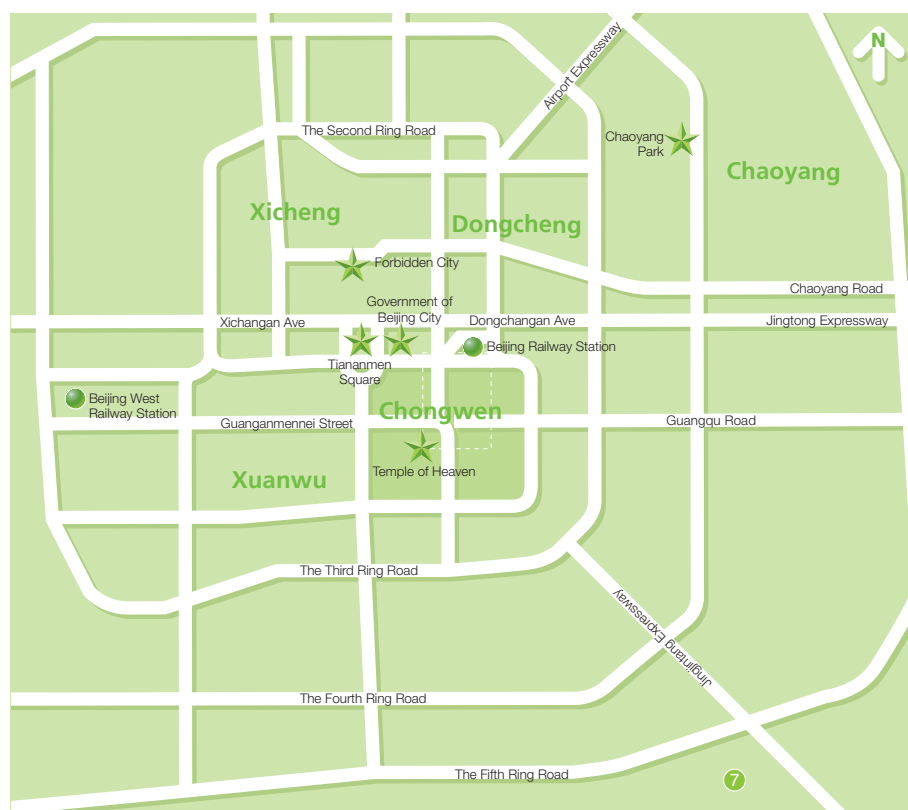 N
Airport Expressway
The Second Ring Road
Chaoyang
Park
Chaoyang
Xicheng
Dongcheng
Forbidden City
Chaoyang Road
Government of
Beijing City
Xichangan Ave
Dongchangan Ave
Jingtong Expressway
Beijing Railway Station
Tiananmen
Square
Beijing West
Railway Station
Chongwen
Guanganmennei Street
Guangqu Road
Temple of Heaven
Xuanwu
The Third Ring Road
Jingjintang Expressway
The Fourth Ring Road
The Fifth Ring Road
7